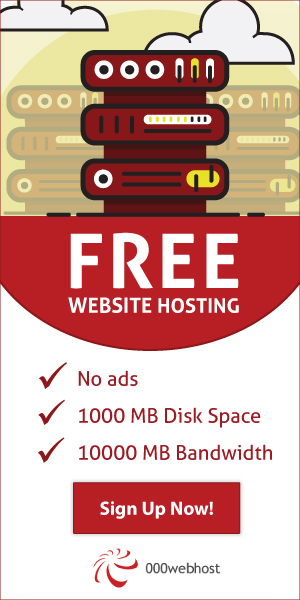 FREE
WEBSITE HOSTING
No ads
1000 MB Disk Space
10000 MB Bandwidth
Sign Up Now!
000webhost